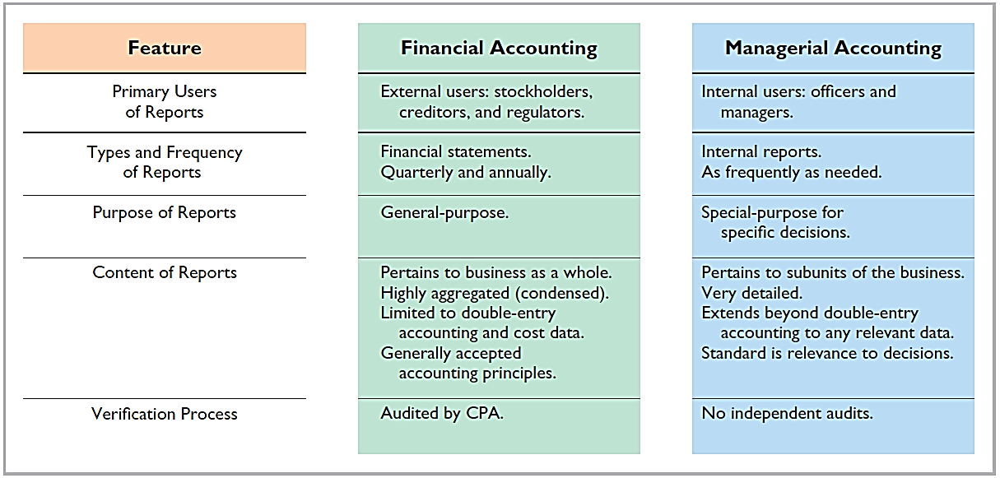 Feature
Financial Accounting
Managerial Accounting
Primary Users
of Reports
External users: stockholders,
creditors, and regulators.
Internal users: officers and
managers.
Types and Frequency
of Reports
Financial statements.
Quarterly and annually.
Internal reports.
As frequently as needed.
Purpose of Reports
General-purpose.
Special-purpose for
specific decisions.
Content of Reports
Pertains to business as a whole.
Highly aggregated (condensed).
Limited to double-entry
accounting and cost data.
Generally accepted
accounting principles.
Pertains to subunits of the business.
Very detailed.
Extends beyond double-entry
accounting to any relevant data.
Standard is relevance to decisions.
Verification Process
Audited by CPA.
No independent audits.